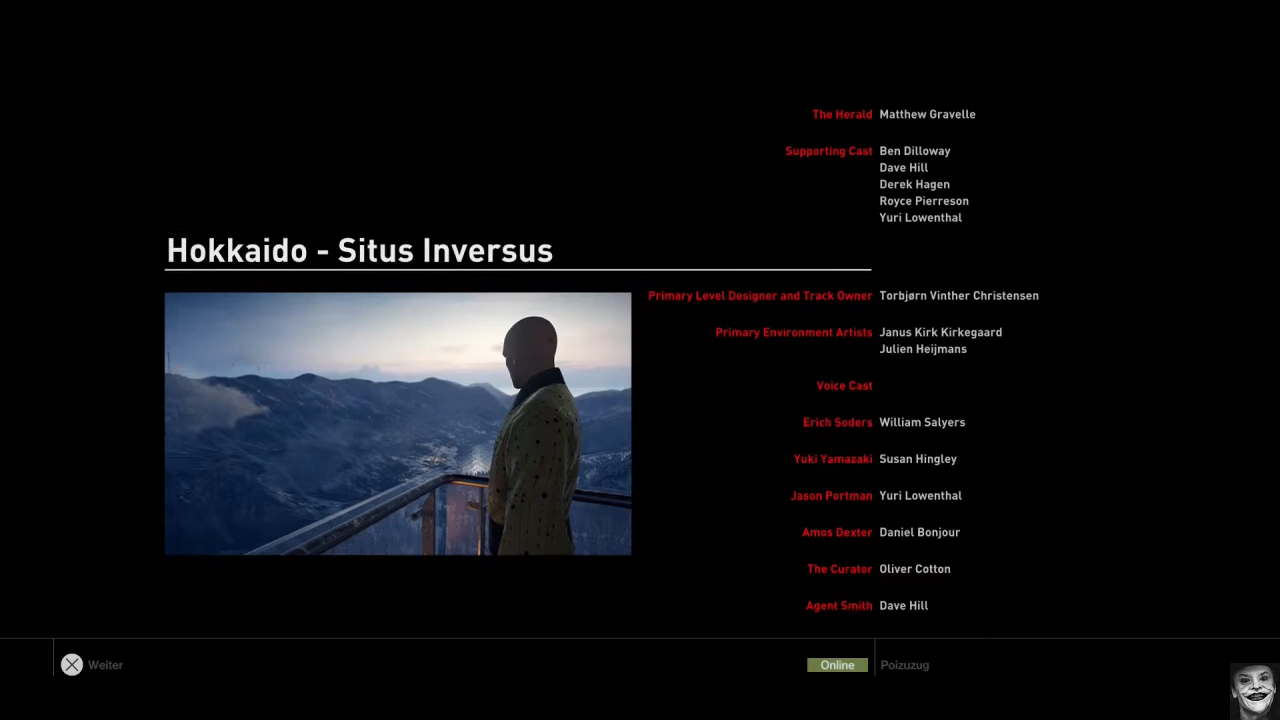 The Herald Matthew Gravelle
Supporting Cast Ben Dilloway
Dave Hill
Derek Hagen
Royce Pierreson
Yuri Lowenthal
Hokkaido - Situs Inversus
Primary Level Designer and Track Owner Torbjørn Vinther Christensen
Primary Environment Artists Janus Kirk Kirkegaard
Julien Heijmans
Voice Cast
Erich Soders William Salyers
Yuki Yamazaki Susan Hingley
Jason Portman Yuri Lowenthal
Amos Dexter Daniel Bonjour
The Curator Oliver Cotton
Agent Smith Dave Hill
Weiter
Online Poizuzug